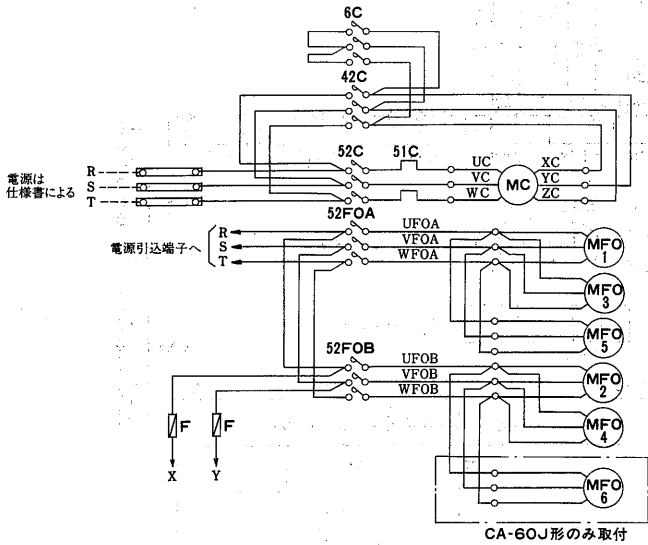 6C
42C
52C 51C UC XC
電源は R VC MC YC
仕様書による S WC ZC
T
52FOA
R UFOA
電源引込端子へ S VFOA MFO 1
T WFOA
MFO 3
MFO 5
52FOB
UFOB
VFOB MFO 2
WFOB
F F MFO 4
X Y
MFO 6
CA-60J形のみ取付